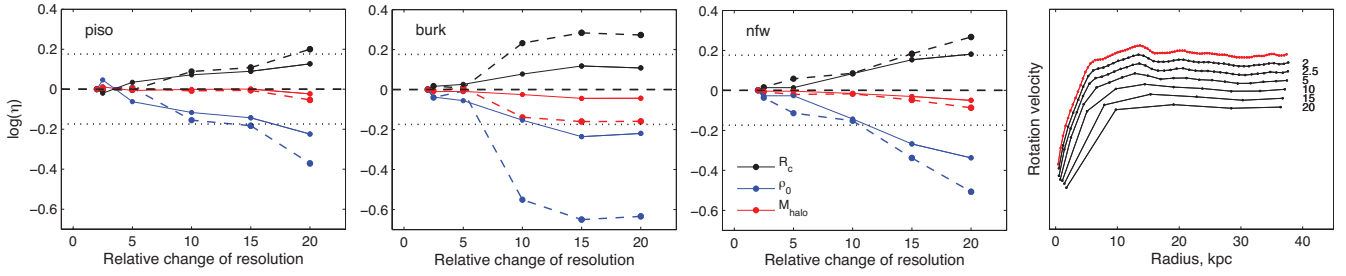 piso
log(η)
0.4
0.2
0
−0.2
−0.4
−0.6
0 5 10 15 20
Relative change of resolution
burk
0.4
0.2
0
−0.2
−0.4
−0.6
0 5 10 15 20
Relative change of resolution
nfw
0.4
0.2
0
−0.2
−0.4
−0.6
R_c
ρ_0
M_halo
0 5 10 15 20
Relative change of resolution
Rotation velocity
2
2.5
5
10
15
20
0 10 20 30 40
Radius, kpc